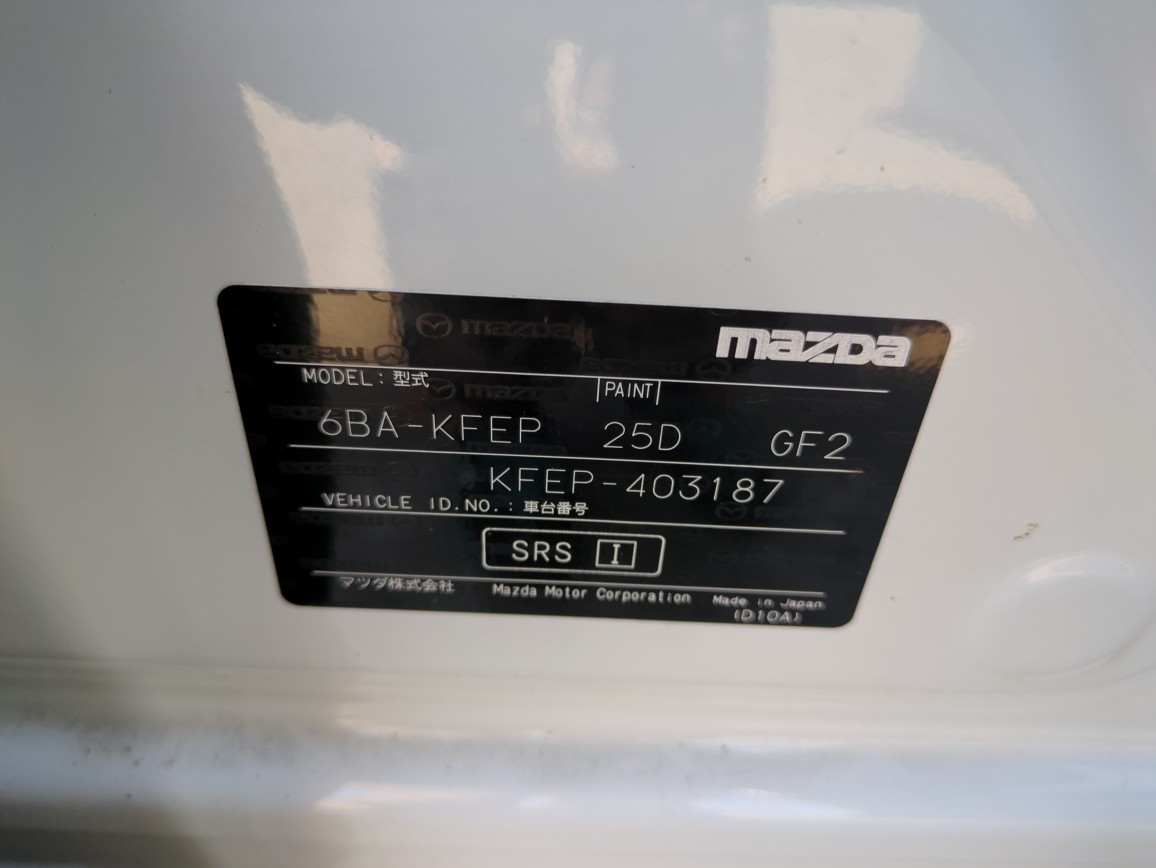 mazda
MODEL: 型式 |PAINT|
6BA-KFEP 25D GF2
KFEP-403187
VEHICLE ID.NO.: 車台番号
SRS I
マツダ株式会社 Mazda Motor Corporation Made in Japan
(D10A)